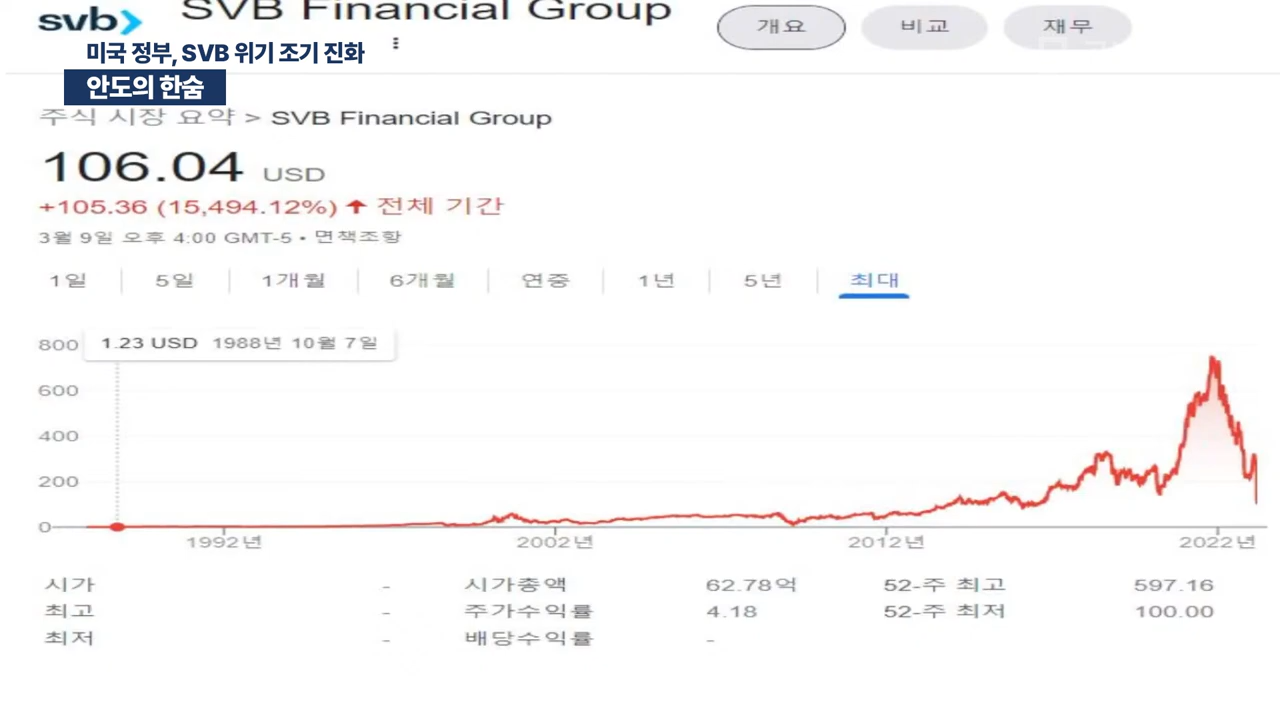 svb> SVB Financial Group
개요 비교 재무
미국 정부, SVB 위기 조기 진화
안도의 한숨
주식 시장 요약 > SVB Financial Group
106.04 USD
+105.36 (15,494.12%) ↑ 전체 기간
3월 9일 오후 4:00 GMT-5 • 면책조항
1일 5일 1개월 6개월 연중 1년 5년 최대
1.23 USD 1988년 10월 7일
800
600
400
200
0
1992년 2002년 2012년 2022년
시가 - 시가총액 62.78억 52-주 최고 597.16
최고 - 주가수익률 4.18 52-주 최저 100.00
최저 - 배당수익률 -